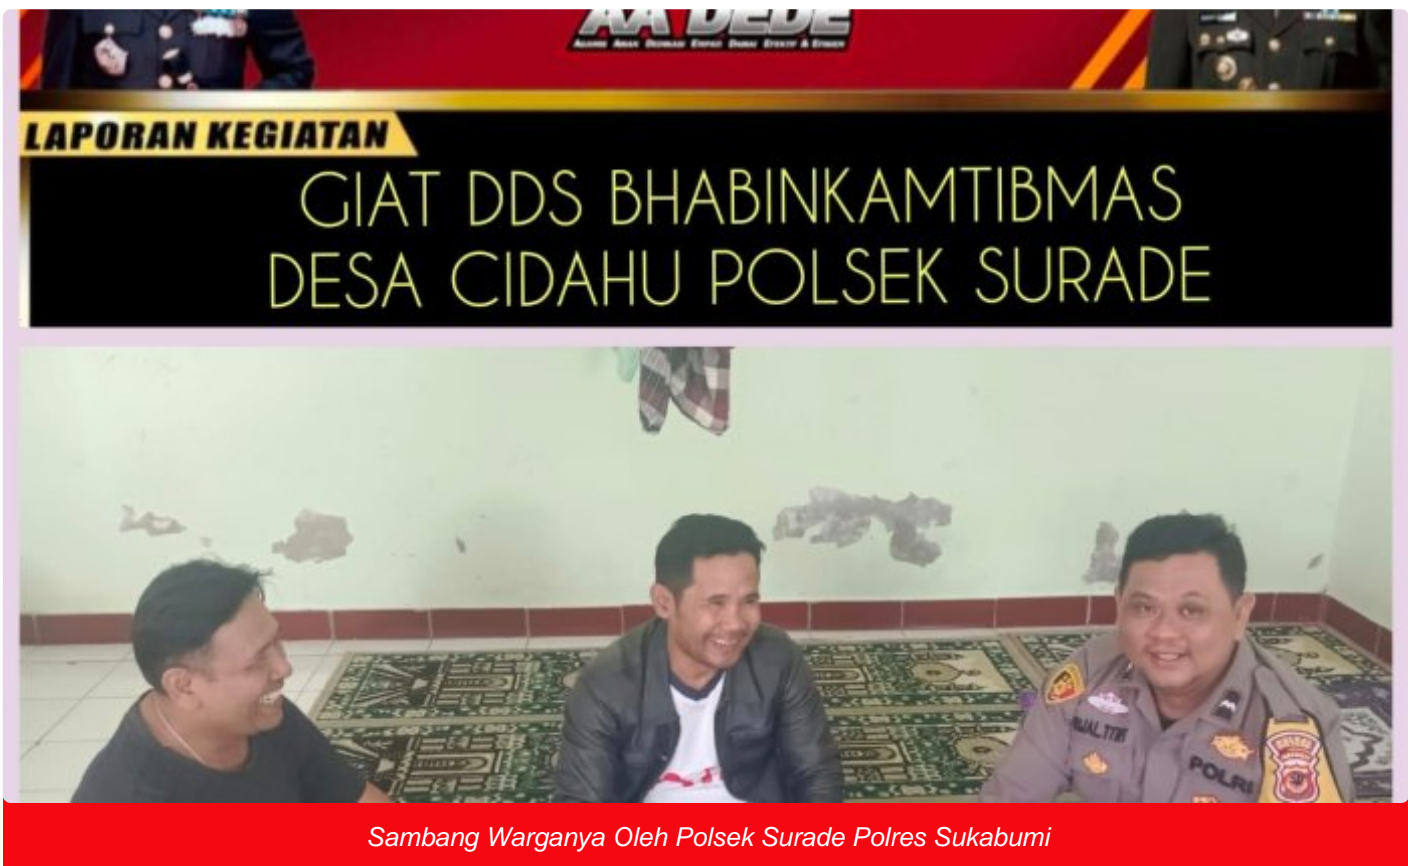 AA DEDE
LAPORAN KEGIATAN
GIAT DDS BHABINKAMTIBMAS
DESA CIDAHU POLSEK SURADE
POLRI
Sambang Warganya Oleh Polsek Surade Polres Sukabumi